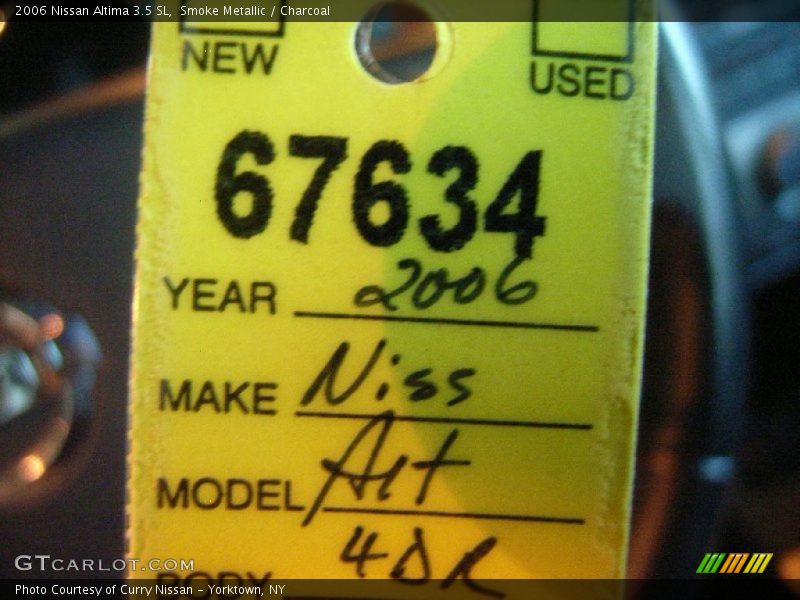 2006 Nissan Altima 3.5 SL, Smoke Metallic / Charcoal
NEW USED
67634
YEAR 2006
MAKE Niss
MODEL Alt
4DR
BODY
GTCARLOT.COM
Photo Courtesy of Curry Nissan - Yorktown, NY